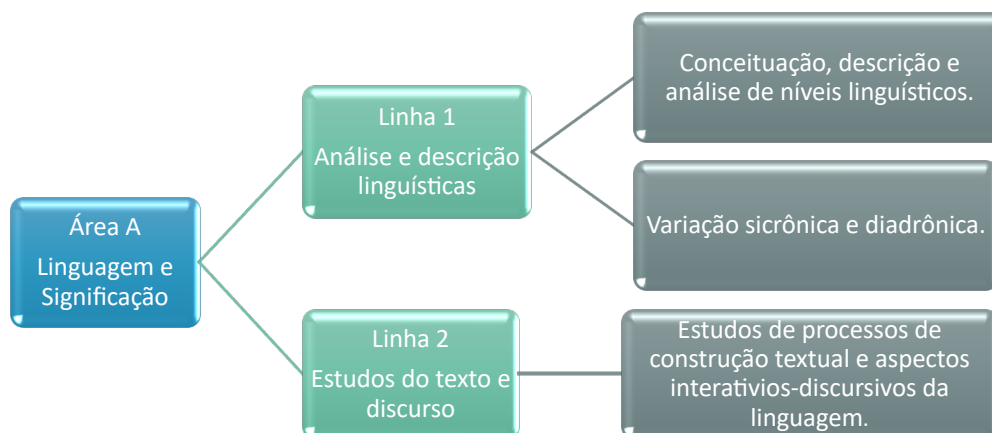 Área A
Linguagem e
Significação
Linha 1
Análise e descrição
linguísticas
Conceituação, descrição e
análise de níveis linguísticos.
Variação sicrônica e diadrônica.
Linha 2
Estudos do texto e
discurso
Estudos de processos de
construção textual e aspectos
interativios-discursivos da
linguagem.